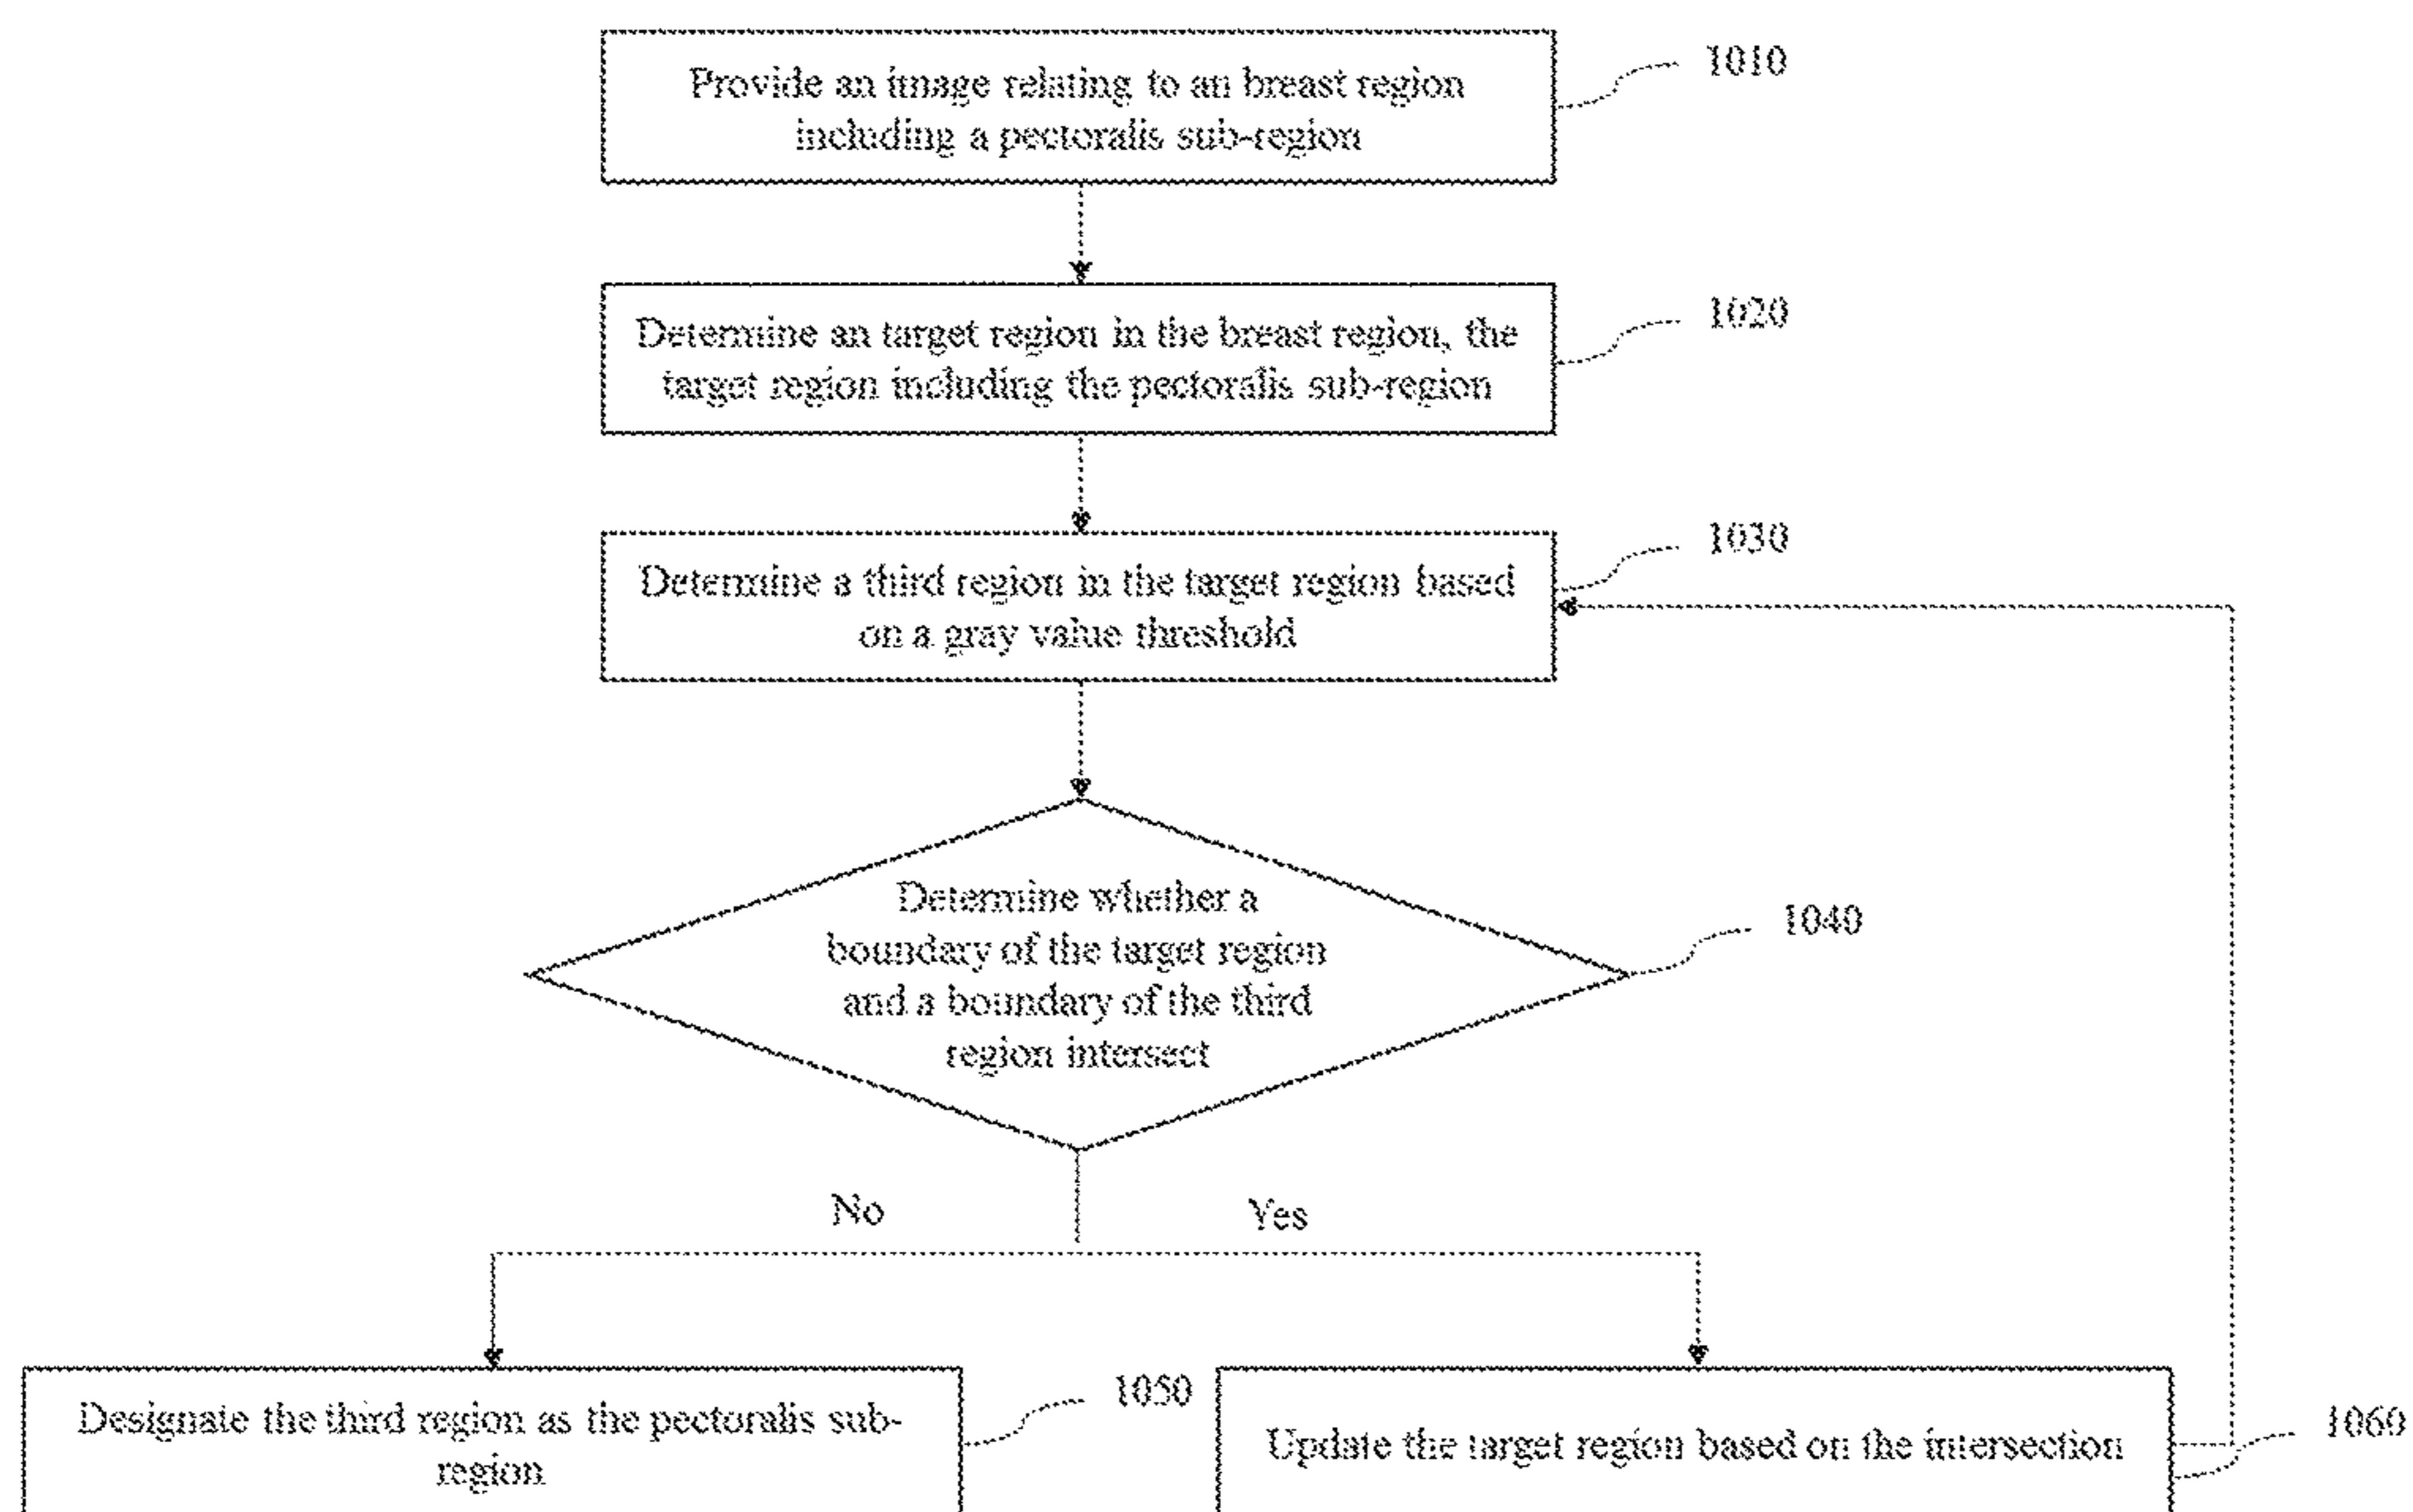 Provide an image relating to an breast region
including a pectoralis sub-region
1010
Determine an target region in the breast region, the
target region including the pectoralis sub-region
1020
Determine a third region in the target region based
on a gray value threshold
1030
Determine whether a
boundary of the target region
and a boundary of the third
region intersect
1040
No
Yes
Designate the third region as the pectoralis sub-
region
1050
Update the target region based on the intersection
1060